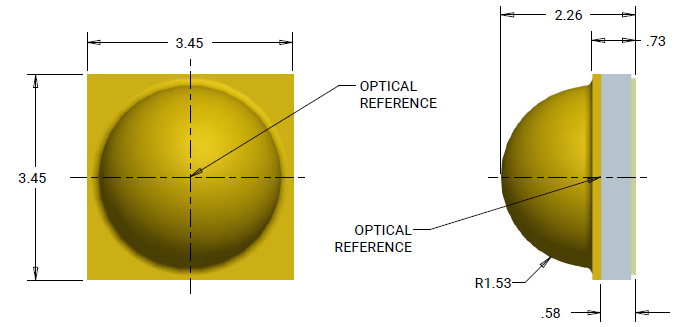 3.45
OPTICAL
REFERENCE
3.45
2.26
.73
OPTICAL
REFERENCE
R1.53
.58